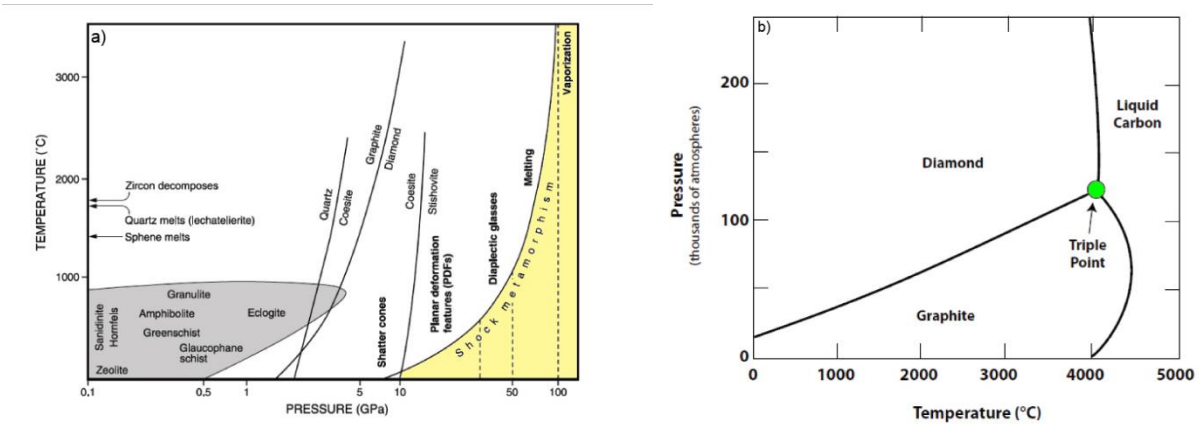 a)
TEMPERATURE (°C)
3000
2000
1000
Zircon decomposes
Quartz melts (lechatelierite)
Sphene melts
Quartz
Coesite
Graphite
Diamond
Coesite
Stishovite
Sanidinite
Hornfels
Granulite
Amphibolite
Eclogite
Greenschist
Glaucophane
schist
Zeolite
Shatter cones
Planar deformation
features (PDFs)
Diaplectic glasses
Melting
Vaporization
Shock metamorphism
0.1
0.5
1
5
10
50
100
PRESSURE (GPa)
b)
Pressure
(thousands of atmospheres)
200
100
0
Diamond
Liquid
Carbon
Triple
Point
Graphite
0
1000
2000
3000
4000
5000
Temperature (°C)